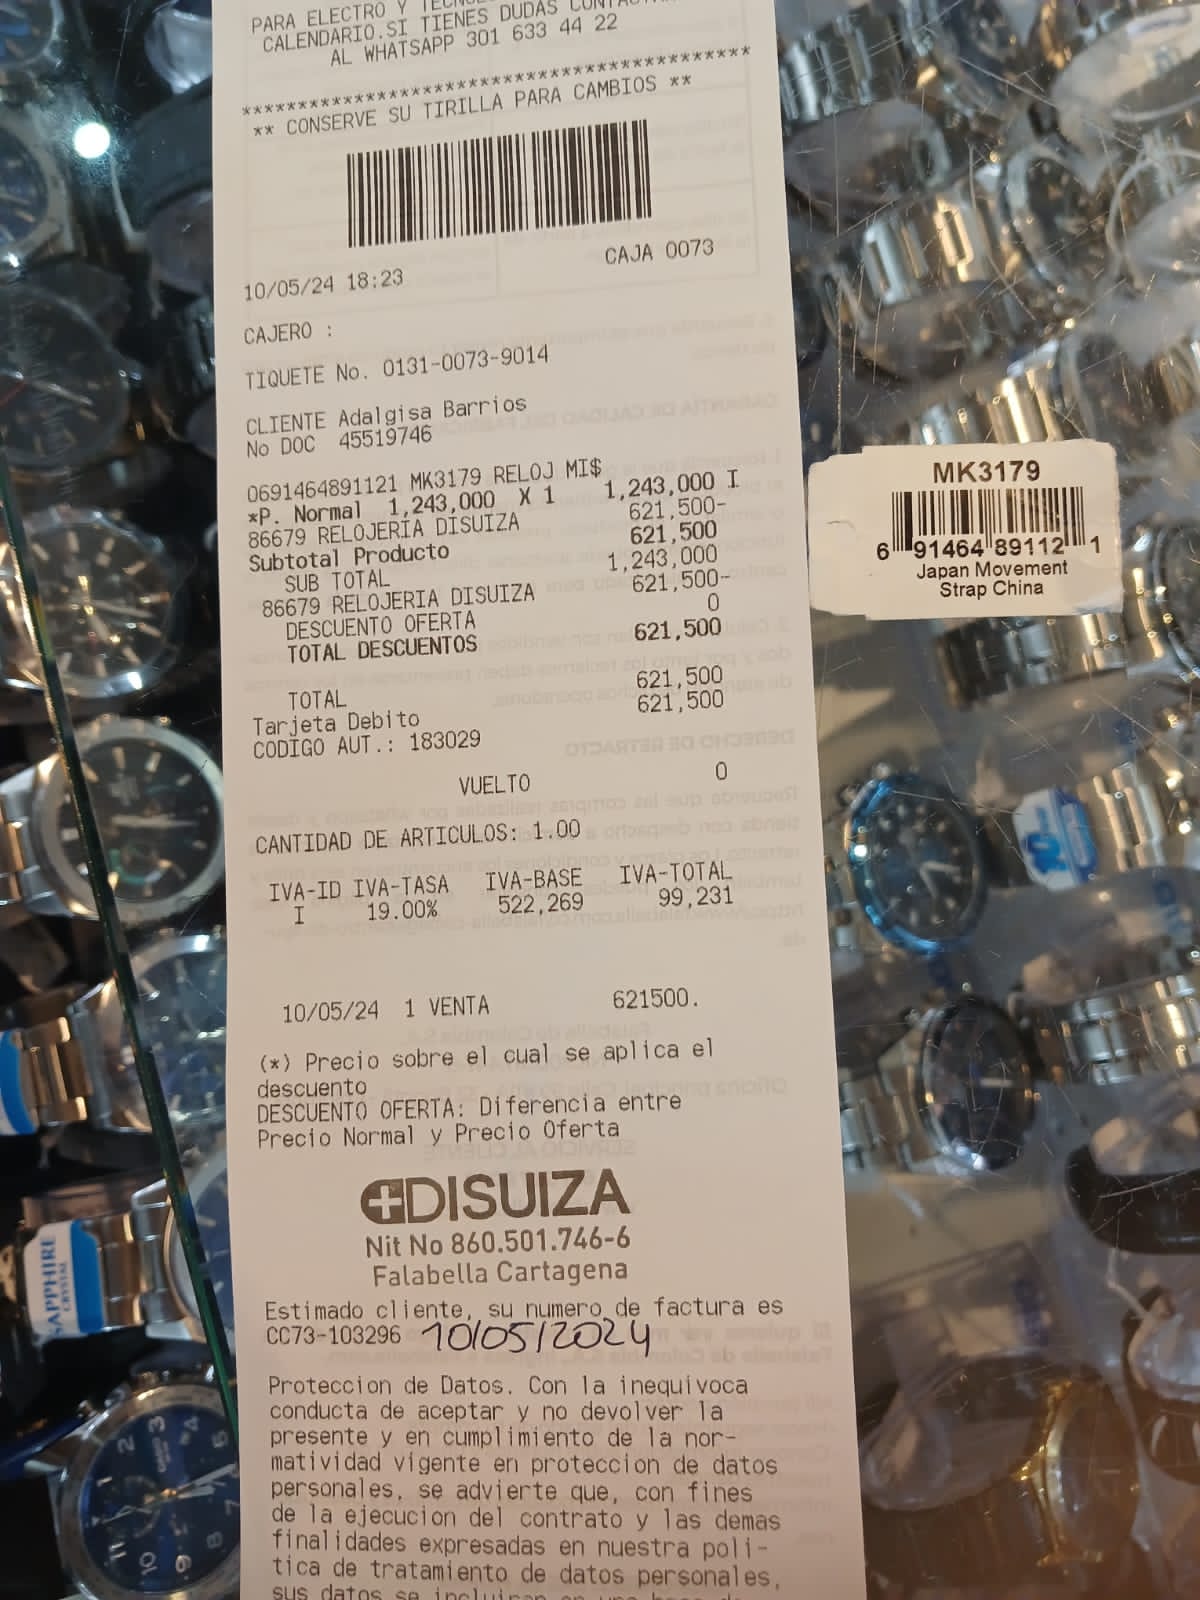 PARA ELECTRO Y
CALENDARIO.SI TIENES DUDAS
AL WHATSAPP 301 633 44 22
*********************************************
** CONSERVE SU TIRILLA PARA CAMBIOS **
CAJA 0073
10/05/24 18:23
CAJERO :
TIQUETE No. 0131-0073-9014
CLIENTE Adalgisa Barrios
No DOC 45519746
0691464891121 MK3179 RELOJ MI$
*P. Normal 1,243,000 X 1 1,243,000 I
86679 RELOJERIA DISUIZA 621,500-
Subtotal Producto 621,500
SUB TOTAL 1,243,000
86679 RELOJERIA DISUIZA 621,500-
DESCUENTO OFERTA 0
TOTAL DESCUENTOS 621,500
TOTAL 621,500
Tarjeta Debito 621,500
CODIGO AUT.: 183029
VUELTO 0
CANTIDAD DE ARTICULOS: 1.00
IVA-ID IVA-TASA IVA-BASE IVA-TOTAL
I 19.00% 522,269 99,231
10/05/24 1 VENTA 621500.
(*) Precio sobre el cual se aplica el
descuento
DESCUENTO OFERTA: Diferencia entre
Precio Normal y Precio Oferta
DISUIZA
Nit No 860.501.746-6
Falabella Cartagena
Estimado cliente, su numero de factura es
CC73-103296 10/05/2024
Proteccion de Datos. Con la inequivoca
conducta de aceptar y no devolver la
presente y en cumplimiento de la nor-
matividad vigente en proteccion de datos
personales, se advierte que, con fines
de la ejecucion del contrato y las demas
finalidades expresadas en nuestra poli-
tica de tratamiento de datos personales,
sus datos se incluiran en una base
MK3179
6 91464 89112 1
Japan Movement
Strap China
SAPPHIRE
CRYSTAL